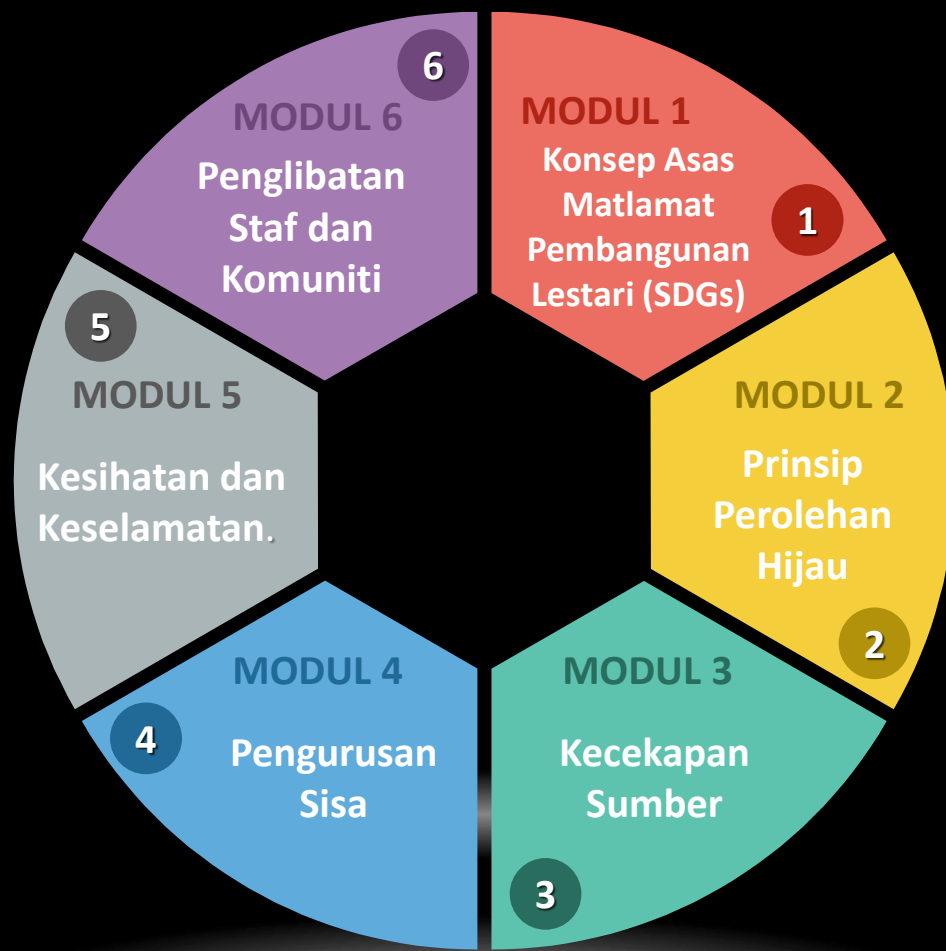 MODUL 1
Konsep Asas
Matlamat
Pembangunan
Lestari (SDGs)
1
MODUL 2
Prinsip
Perolehan
Hijau
2
MODUL 3
Kecekapan
Sumber
3
MODUL 4
Pengurusan
Sisa
4
MODUL 5
Kesihatan dan
Keselamatan.
5
MODUL 6
Penglibatan
Staf dan
Komuniti
6